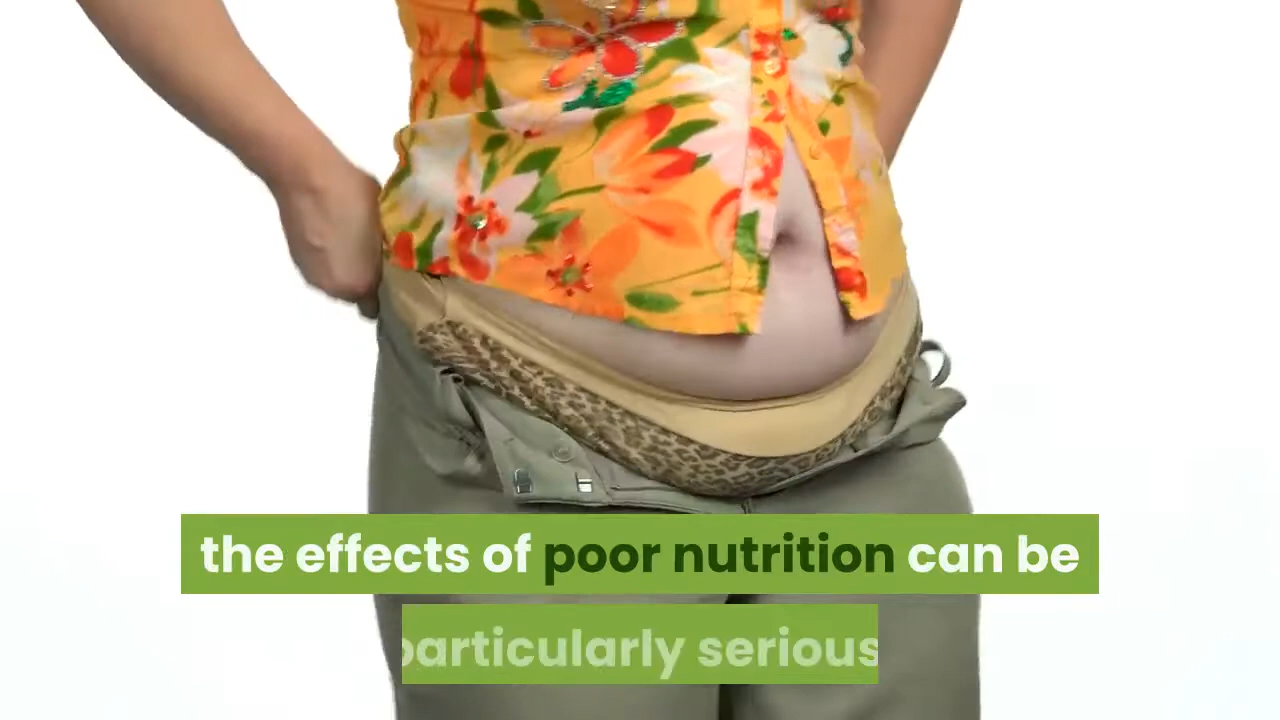 the effects of poor nutrition can be
particularly serious